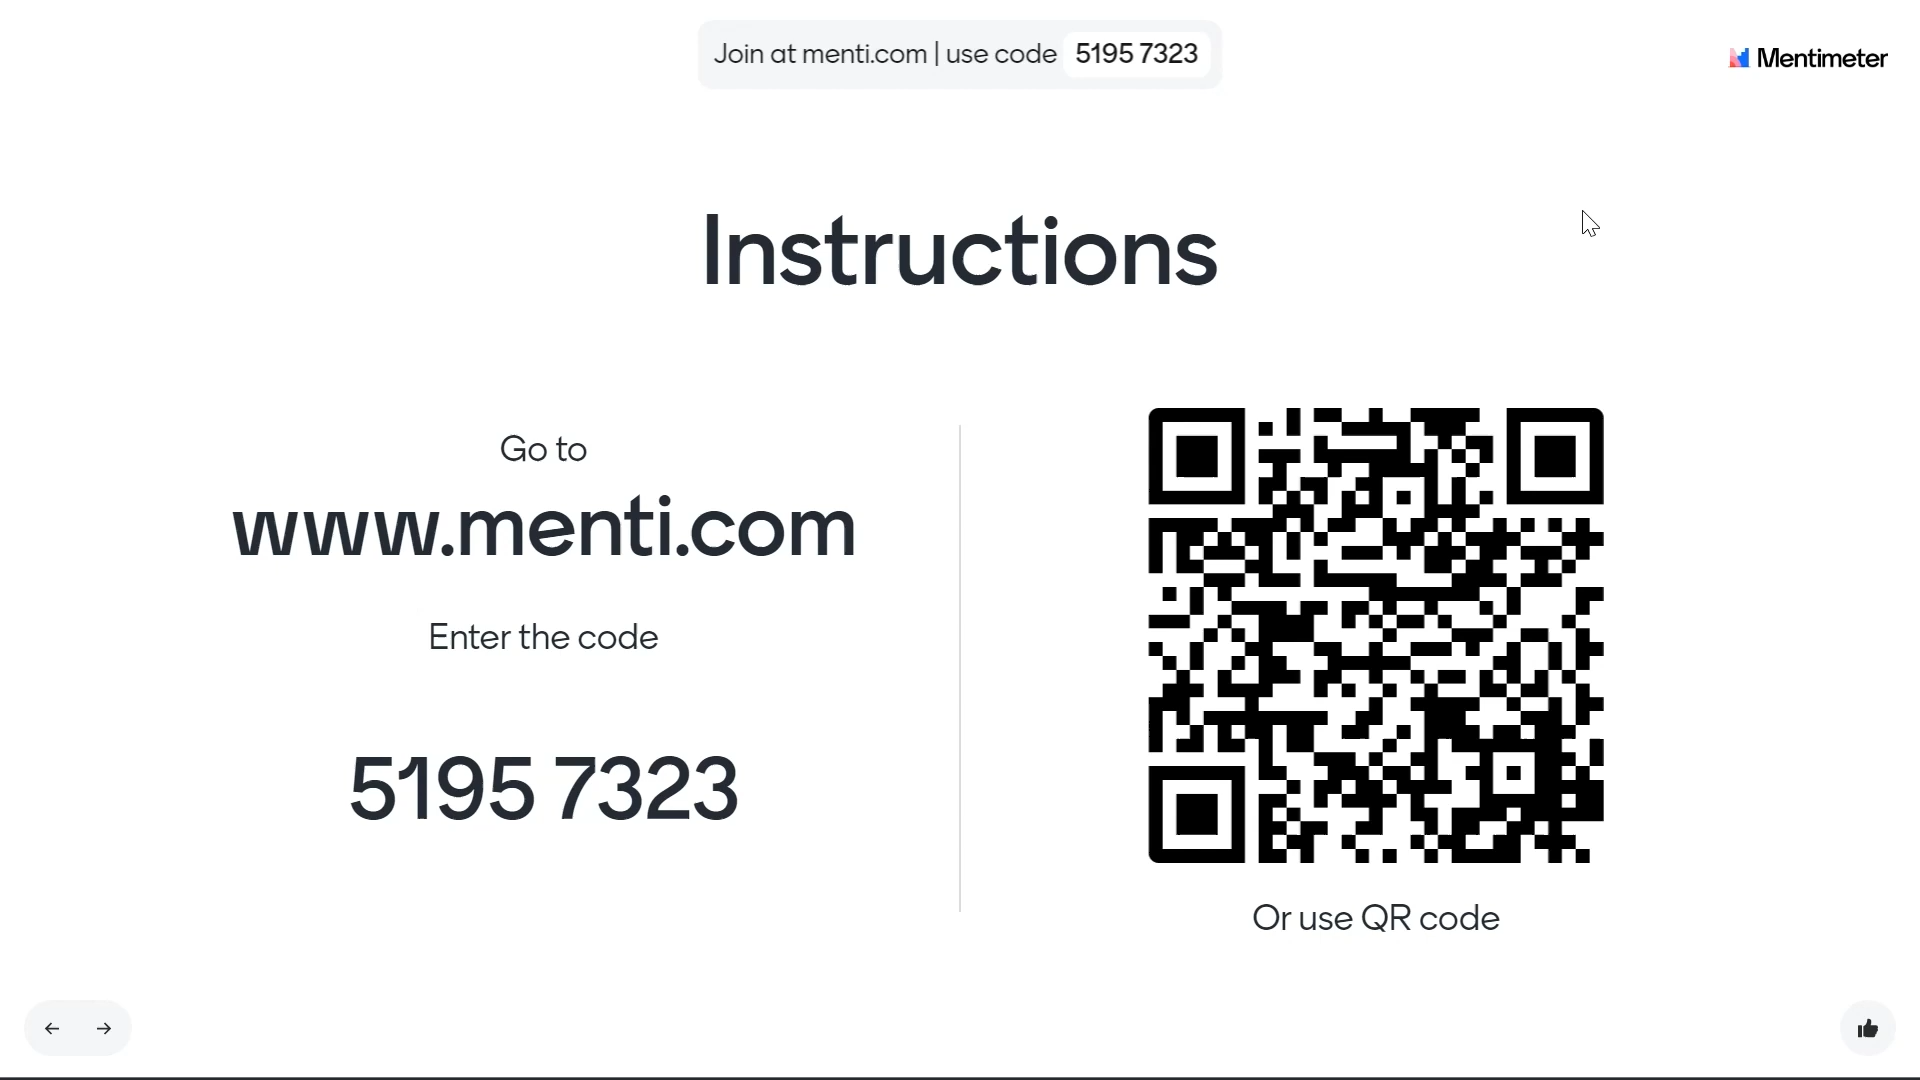 Join at menti.com | use code 5195 7323
Mentimeter
Instructions
Go to
www.menti.com
Enter the code
5195 7323
Or use QR code